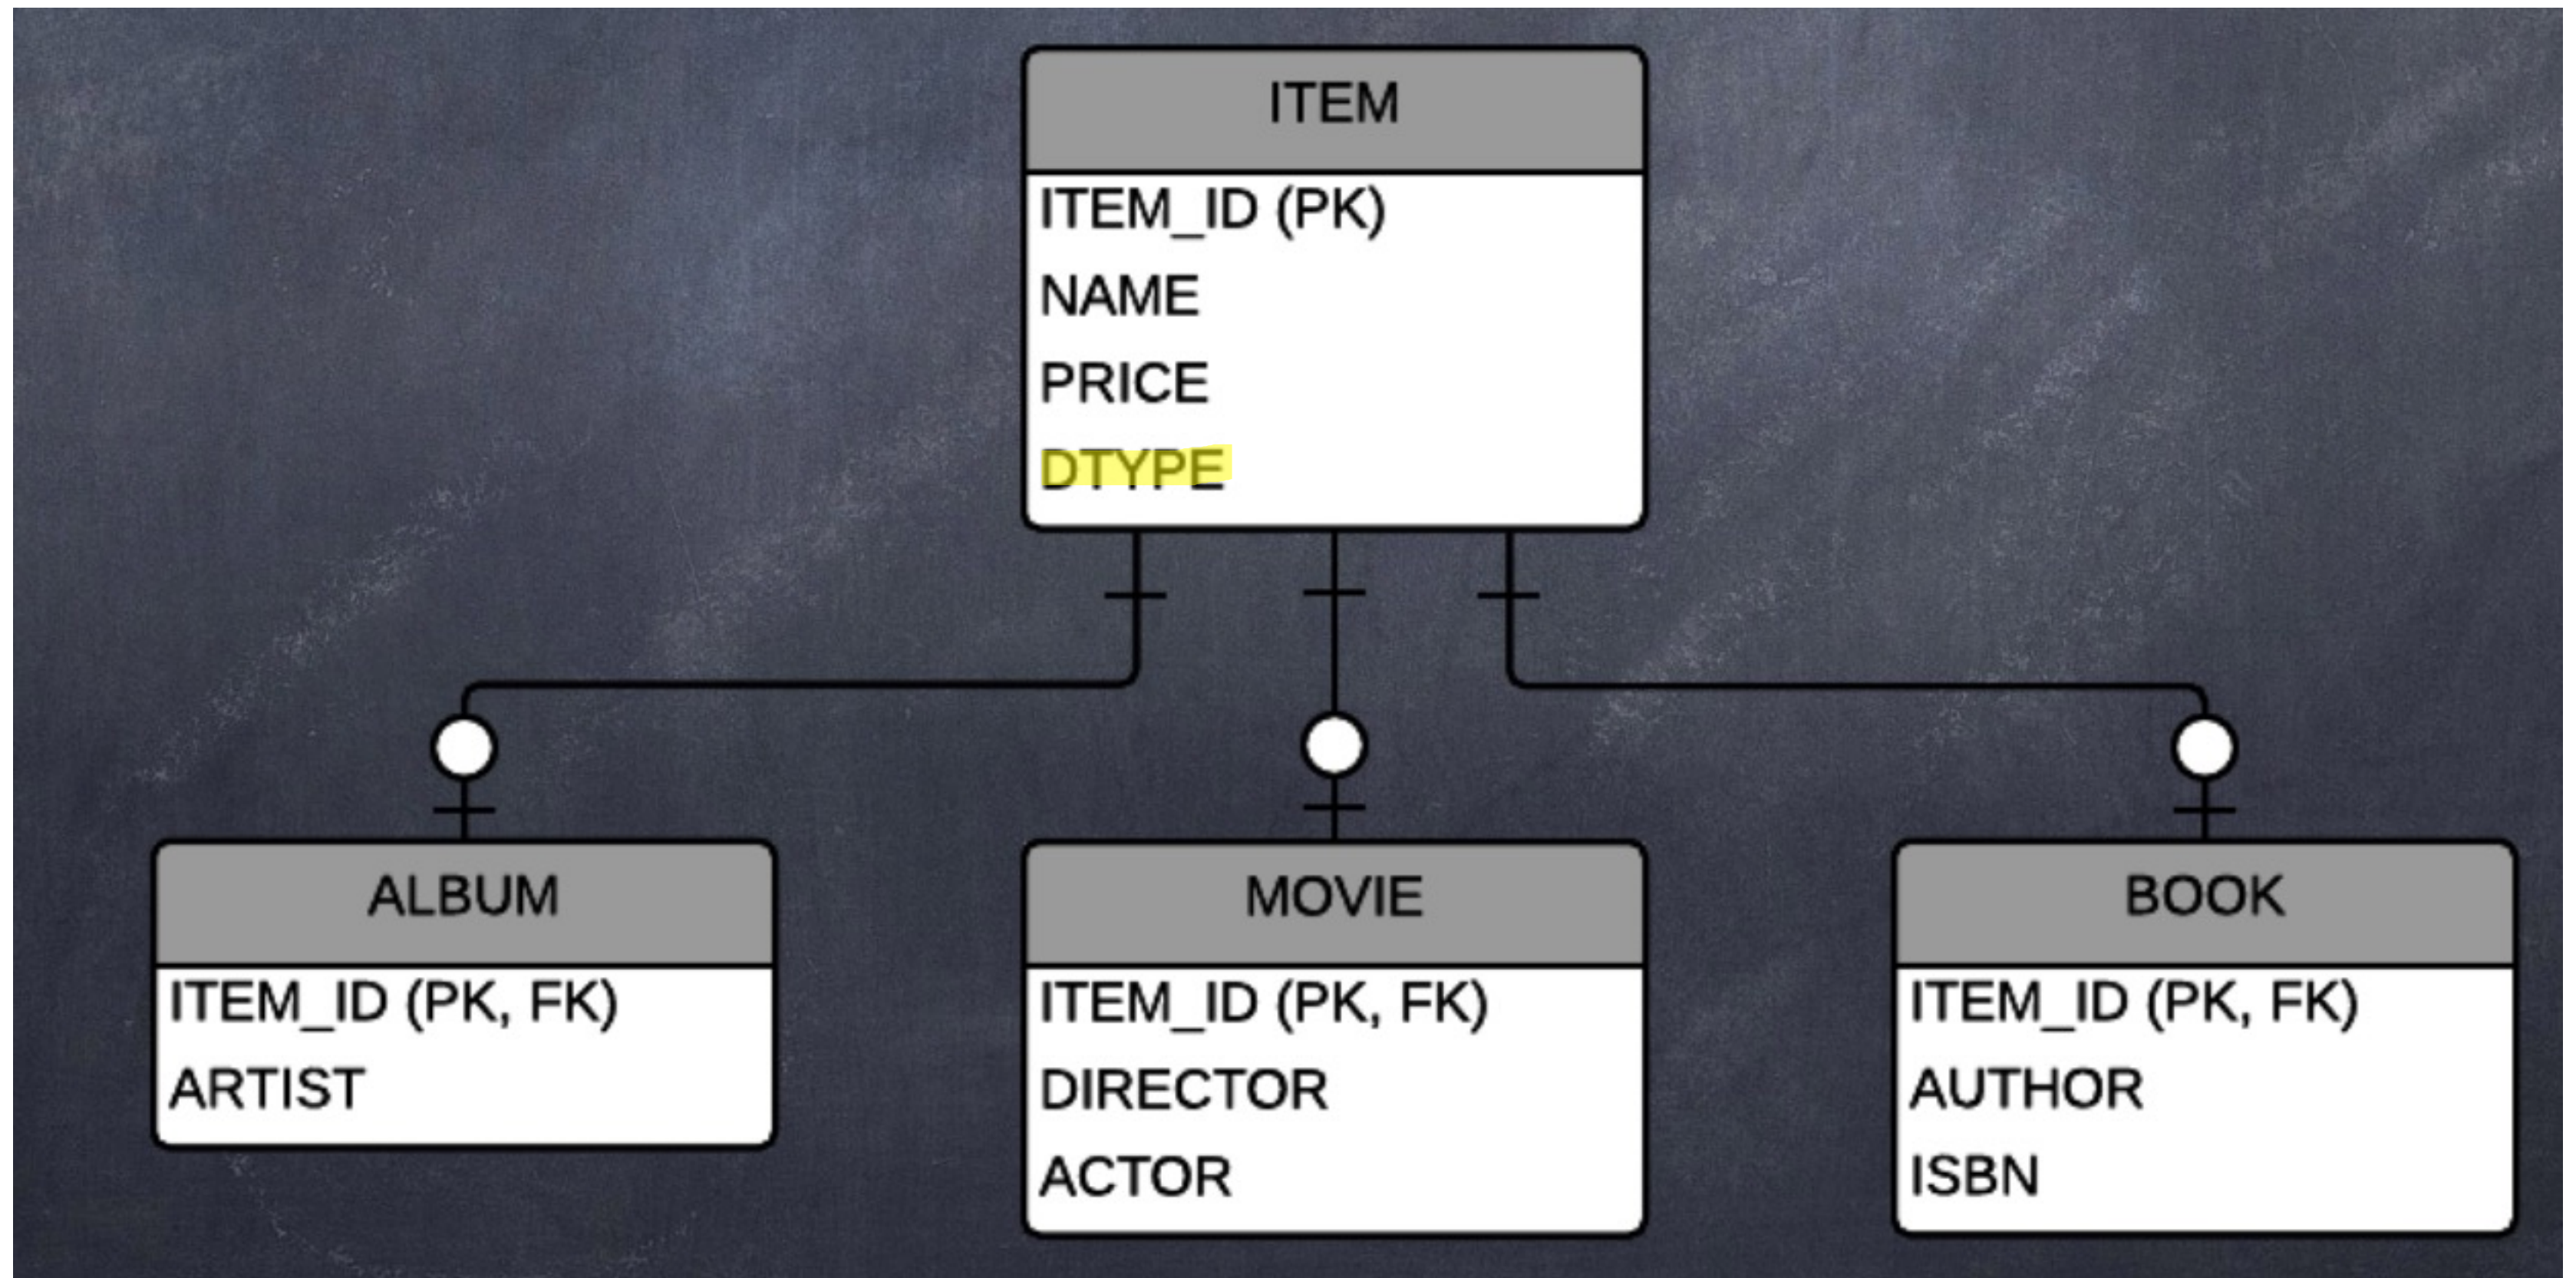 ITEM
ITEM_ID (PK)
NAME
PRICE
DTYPE
ALBUM
ITEM_ID (PK, FK)
ARTIST
MOVIE
ITEM_ID (PK, FK)
DIRECTOR
ACTOR
BOOK
ITEM_ID (PK, FK)
AUTHOR
ISBN